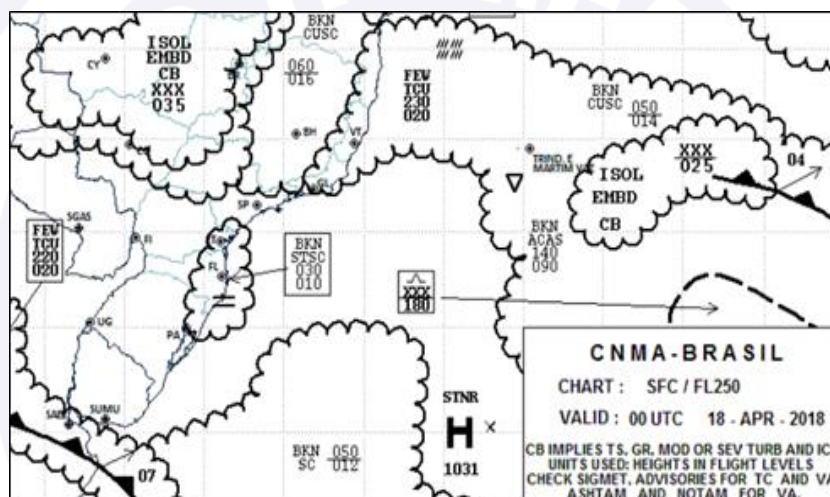 CY
ISOL
EMBD
CB
XXX
035
BKN
CUSC
060
016
BH
VT
FEW
TCU
230
020
BKN
CUSC
050
014
TRIND. E
MARTIM
ISOL
EMBD
CB
XXX
025
04
SP
SGAS
FI
FEW
TCU
220
020
FL
BKN
STSC
030
010
BKN
ACAS
140
090
XXX
180
UG
PA
SUMU
07
BKN
SC
050
012
STNR
H
1031
CNMA-BRASIL
CHART : SFC / FL250
VALID : 00 UTC 18 - APR - 2018
CB IMPLIES TS, GR, MOD OR SEV TURB AND IC
UNITS USED: HEIGHTS IN FLIGHT LEVELS
CHECK SIGMET, ADVISORIES FOR TC AND VA
ASHTAM AND NOTAM FOR VA.